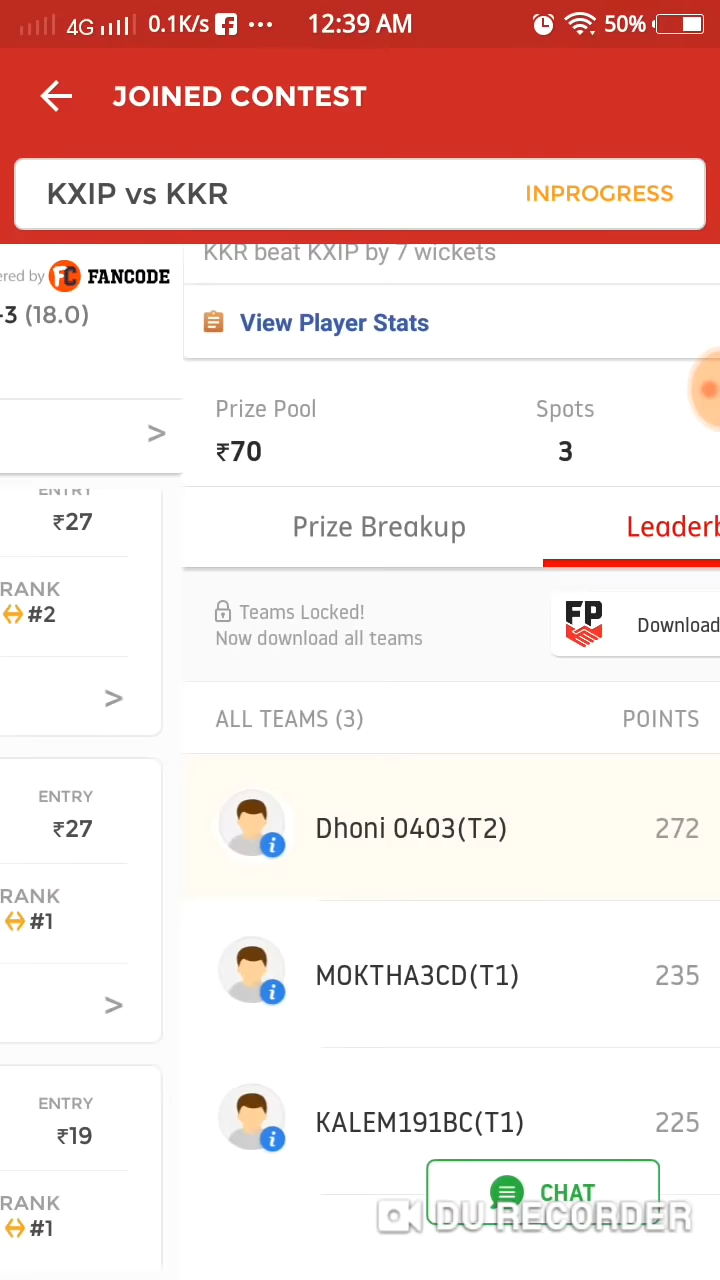 4G 0.1K/s 12:39 AM 50%
JOINED CONTEST
KXIP vs KKR INPROGRESS
KKR beat KXIP by 7 wickets
ered by FC FANCODE
-3 (18.0)
View Player Stats
Prize Pool Spots
₹70 3
>
ENTRY
₹27
Prize Breakup Leaderb
RANK
#2
Teams Locked!
Now download all teams
FP Download
>
ALL TEAMS (3) POINTS
ENTRY
₹27
Dhoni 0403(T2) 272
RANK
#1
MOKTHA3CD(T1) 235
>
ENTRY
₹19
KALEM191BC(T1) 225
RANK
#1
CHAT
DU RECORDER